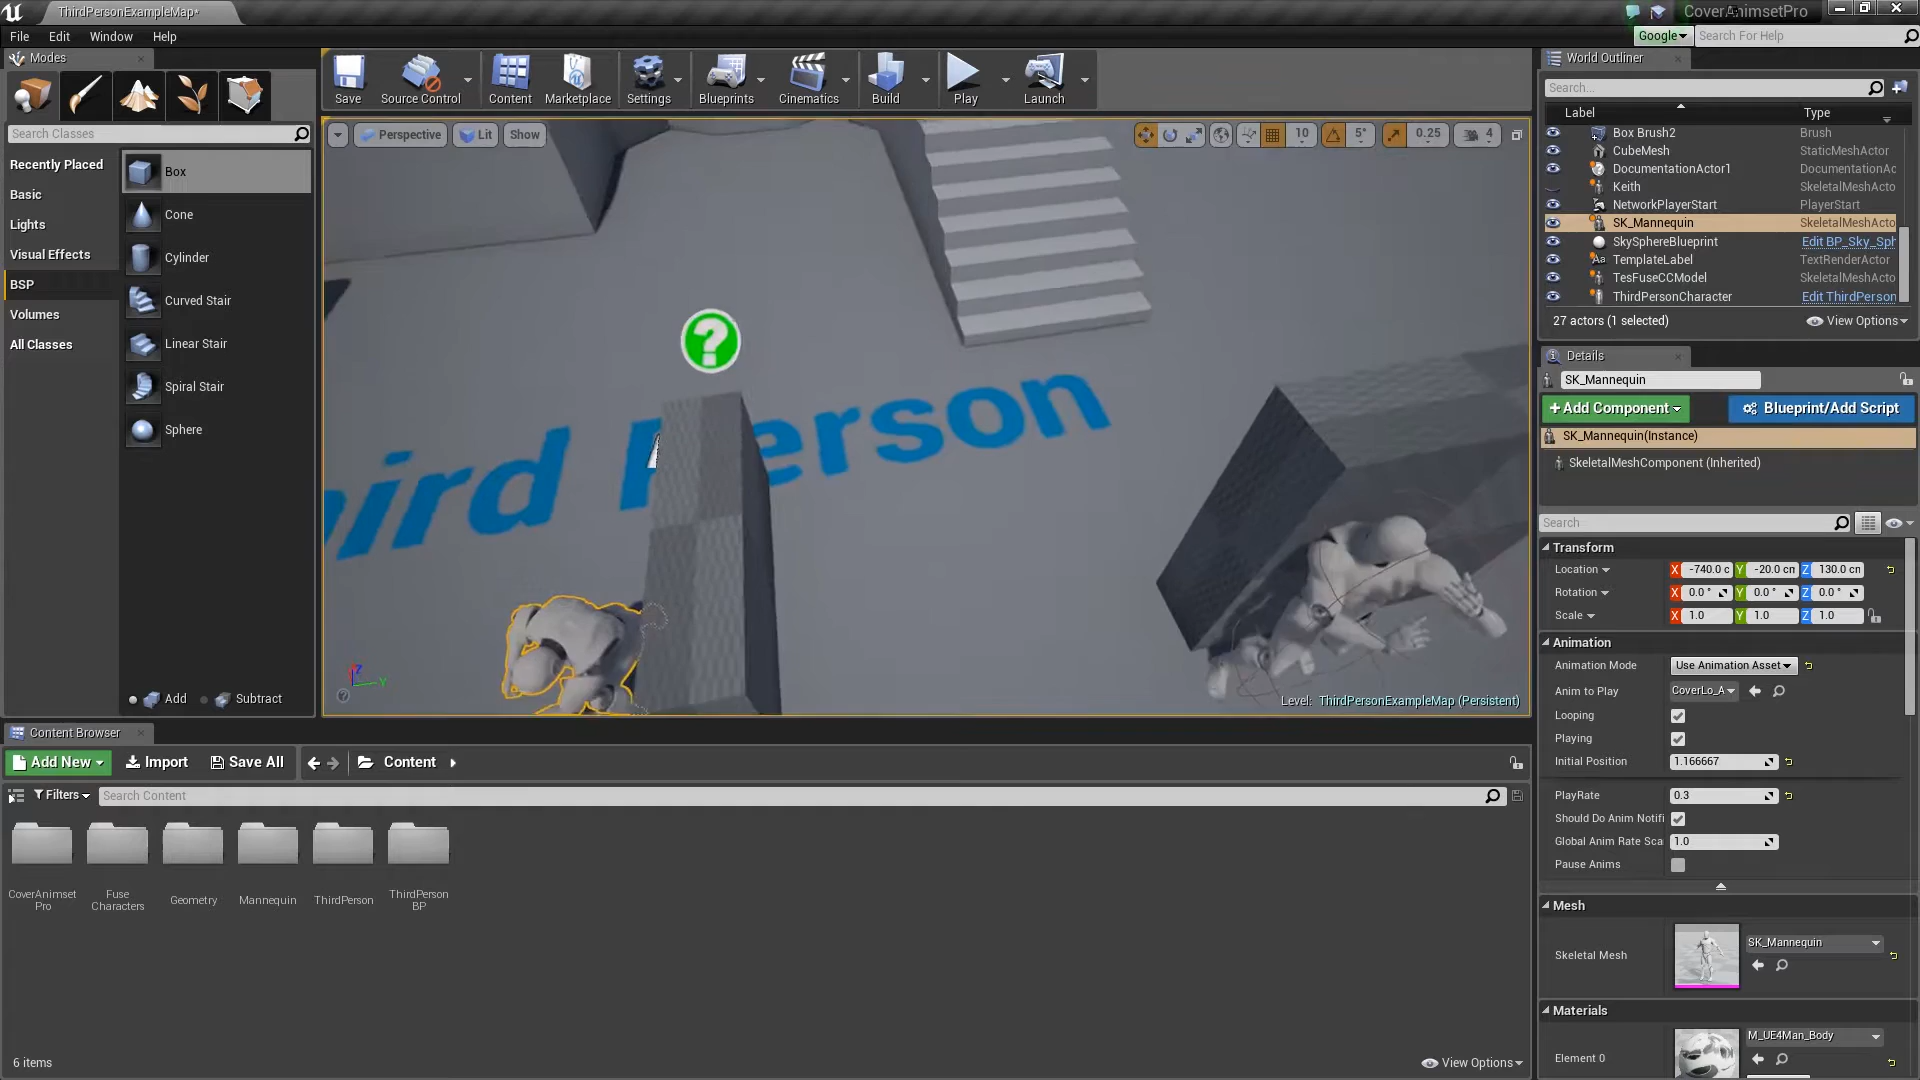 ThirdPersonExampleMap*
CoverAnimsetPro
File Edit Window Help
Google
Search For Help
Modes
Save
Source Control
Content
Marketplace
Settings
Blueprints
Cinematics
Build
Play
Launch
Search Classes
Recently Placed
Basic
Lights
Visual Effects
BSP
Volumes
All Classes
Box
Cone
Cylinder
Curved Stair
Linear Stair
Spiral Stair
Sphere
Add
Subtract
Perspective
Lit
Show
10
5°
0.25
4
?
hird Person
Z
Y
Level: ThirdPersonExampleMap (Persistent)
World Outliner
Search...
Label Type
Box Brush2 Brush
CubeMesh StaticMeshActor
DocumentationActor1 DocumentationAc
Keith SkeletalMeshActo
NetworkPlayerStart PlayerStart
SK_Mannequin SkeletalMeshActo
SkySphereBlueprint Edit BP_Sky_Sph
TemplateLabel TextRenderActor
TesFuseCCModel SkeletalMeshActo
ThirdPersonCharacter Edit ThirdPerson
27 actors (1 selected)
View Options
Details
SK_Mannequin
+Add Component
Blueprint/Add Script
SK_Mannequin(Instance)
SkeletalMeshComponent (Inherited)
Search
Transform
Location X -740.0 c Y -20.0 cm Z 130.0 cm
Rotation X 0.0 ° Y 0.0 ° Z 0.0 °
Scale X 1.0 Y 1.0 Z 1.0
Animation
Animation Mode Use Animation Asset
Anim to Play CoverLo_A
Looping
Playing
Initial Position 1.166667
PlayRate 0.3
Should Do Anim Notifi
Global Anim Rate Sca 1.0
Pause Anims
Mesh
Skeletal Mesh SK_Mannequin
Materials
Element 0 M_UE4Man_Body
Content Browser
Add New
Import
Save All
Content
Filters
Search Content
CoverAnimset
Pro
Fuse
Characters
Geometry
Mannequin
ThirdPerson
ThirdPerson
BP
6 items
View Options